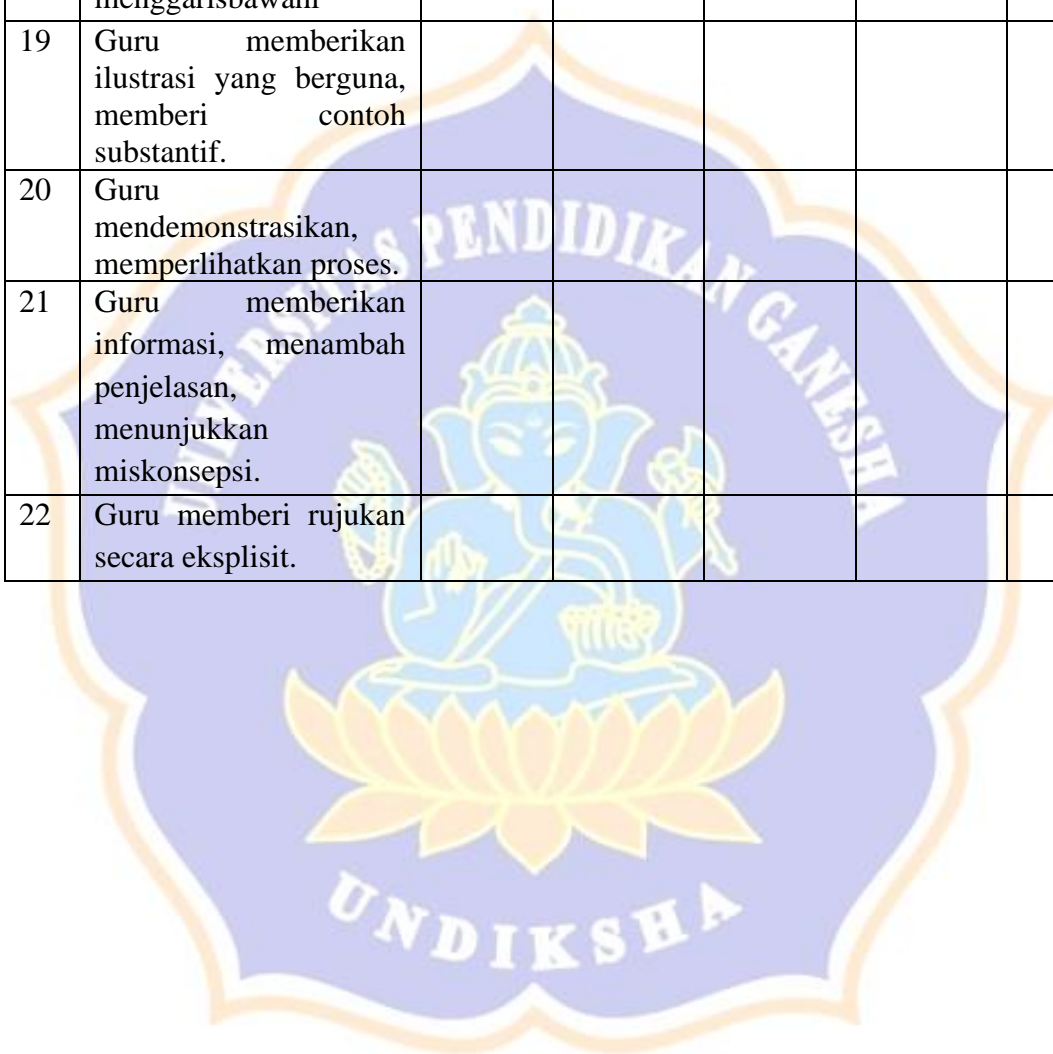 menggarisbawahi
19 Guru memberikan
ilustrasi yang berguna,
memberi contoh
substantif.
20 Guru
mendemonstrasikan,
memperlihatkan proses.
21 Guru memberikan
informasi, menambah
penjelasan,
menunjukkan
miskonsepsi.
22 Guru memberi rujukan
secara eksplisit.
UNIVERSITAS PENDIDIKAN GANESHA
UNDIKSHA